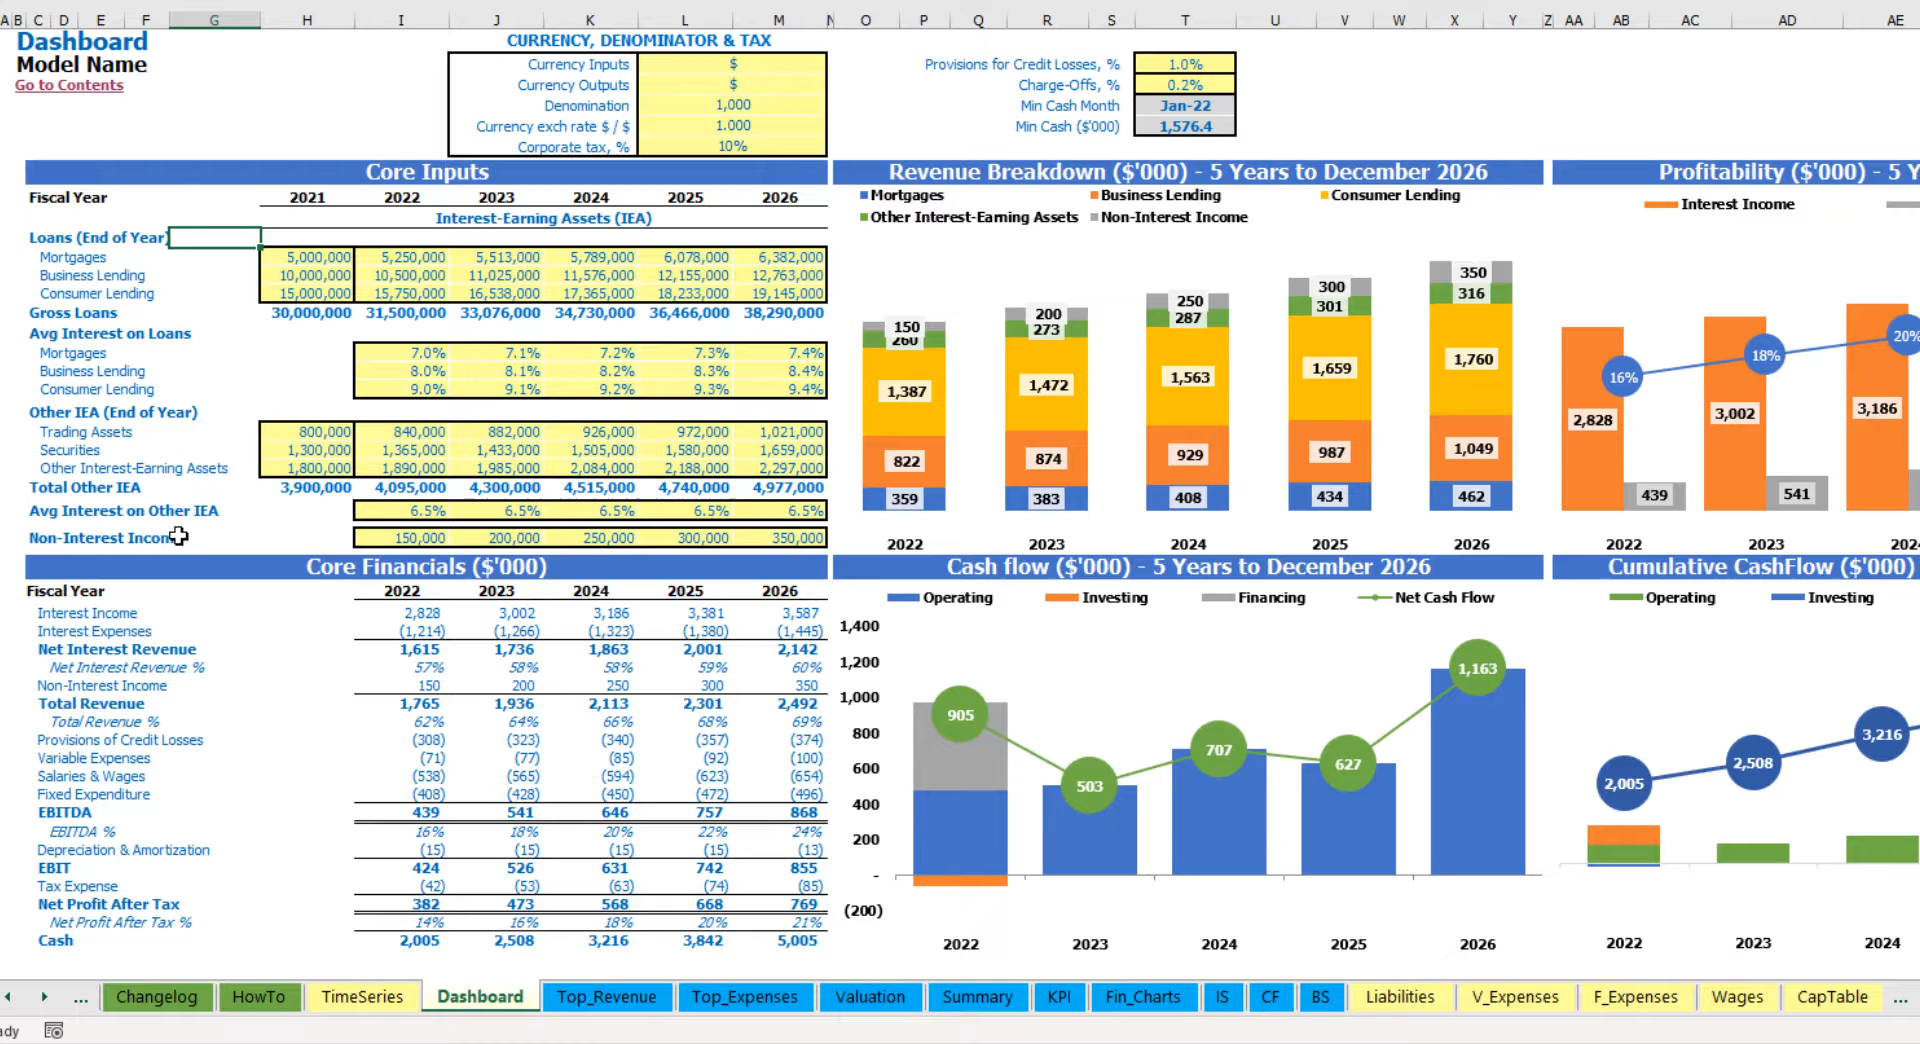 A B C D E F G H I J K L M N O P Q R S T U V W X Y Z AA AB AC AD AE
Dashboard
Model Name
Go to Contents
CURRENCY, DENOMINATOR & TAX
Currency Inputs $
Currency Outputs $
Denomination 1,000
Currency exch rate $ / $ 1.000
Corporate tax, % 10%
Provisions for Credit Losses, % 1.0%
Charge-Offs, % 0.2%
Min Cash Month Jan-22
Min Cash ($'000) 1,576.4
Core Inputs
Fiscal Year 2021 2022 2023 2024 2025 2026
Interest-Earning Assets (IEA)
Loans (End of Year)
Mortgages 5,000,000 5,250,000 5,513,000 5,789,000 6,078,000 6,382,000
Business Lending 10,000,000 10,500,000 11,025,000 11,576,000 12,155,000 12,763,000
Consumer Lending 15,000,000 15,750,000 16,538,000 17,365,000 18,233,000 19,145,000
Gross Loans 30,000,000 31,500,000 33,076,000 34,730,000 36,466,000 38,290,000
Avg Interest on Loans
Mortgages 7.0% 7.1% 7.2% 7.3% 7.4%
Business Lending 8.0% 8.1% 8.2% 8.3% 8.4%
Consumer Lending 9.0% 9.1% 9.2% 9.3% 9.4%
Other IEA (End of Year)
Trading Assets 800,000 840,000 882,000 926,000 972,000 1,021,000
Securities 1,300,000 1,365,000 1,433,000 1,505,000 1,580,000 1,659,000
Other Interest-Earning Assets 1,800,000 1,890,000 1,985,000 2,084,000 2,188,000 2,297,000
Total Other IEA 3,900,000 4,095,000 4,300,000 4,515,000 4,740,000 4,977,000
Avg Interest on Other IEA 6.5% 6.5% 6.5% 6.5% 6.5%
Non-Interest Incom 150,000 200,000 250,000 300,000 350,000
Revenue Breakdown ($'000) - 5 Years to December 2026
Mortgages Business Lending Consumer Lending
Other Interest-Earning Assets Non-Interest Income
150 200 250 300 350
260 273 287 301 316
1,387 1,472 1,563 1,659 1,760
822 874 929 987 1,049
359 383 408 434 462
2022 2023 2024 2025 2026
Profitability ($'000) - 5 Y
Interest Income
16% 18% 20%
2,828 3,002 3,186
439 541
2022 2023 202
Core Financials ($'000)
Fiscal Year 2022 2023 2024 2025 2026
Interest Income 2,828 3,002 3,186 3,381 3,587
Interest Expenses (1,214) (1,266) (1,323) (1,380) (1,445)
Net Interest Revenue 1,615 1,736 1,863 2,001 2,142
Net Interest Revenue % 57% 58% 58% 59% 60%
Non-Interest Income 150 200 250 300 350
Total Revenue 1,765 1,936 2,113 2,301 2,492
Total Revenue % 62% 64% 66% 68% 69%
Provisions of Credit Losses (308) (323) (340) (357) (374)
Variable Expenses (71) (77) (85) (92) (100)
Salaries & Wages (538) (565) (594) (623) (654)
Fixed Expenditure (408) (428) (450) (472) (496)
EBITDA 439 541 646 757 868
EBITDA % 16% 18% 20% 22% 24%
Depreciation & Amortization (15) (15) (15) (15) (13)
EBIT 424 526 631 742 855
Tax Expense (42) (53) (63) (74) (85)
Net Profit After Tax 382 473 568 668 769
Net Profit After Tax % 14% 16% 18% 20% 21%
Cash 2,005 2,508 3,216 3,842 5,005
Cash flow ($'000) - 5 Years to December 2026
Operating Investing Financing Net Cash Flow
1,400
1,200
1,000
800
600
400
200
-
(200)
905 503 707 627 1,163
2022 2023 2024 2025 2026
Cumulative CashFlow ($'000)
Operating Investing
2,005 2,508 3,216
2022 2023 2024
... Changelog HowTo TimeSeries Dashboard Top_Revenue Top_Expenses Valuation Summary KPI Fin_Charts IS CF BS Liabilities V_Expenses F_Expenses Wages CapTable ...
ady